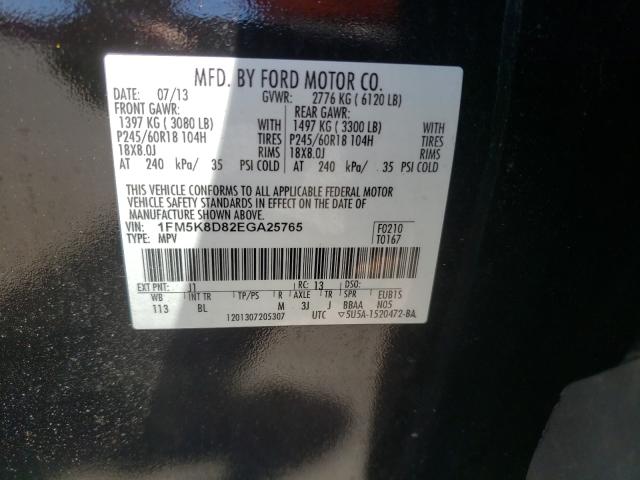 MFD. BY FORD MOTOR CO.
DATE: 07/13 GVWR: 2776 KG ( 6120 LB)
FRONT GAWR: REAR GAWR:
1397 KG ( 3080 LB) WITH 1497 KG ( 3300 LB) WITH
P245/60R18 104H TIRES P245/60R18 104H TIRES
18X8.0J RIMS 18X8.0J RIMS
AT 240 kPa/ 35 PSI COLD AT 240 kPa/ 35 PSI COLD
THIS VEHICLE CONFORMS TO ALL APPLICABLE FEDERAL MOTOR
VEHICLE SAFETY STANDARDS IN EFFECT ON THE DATE OF
MANUFACTURE SHOWN ABOVE.
VIN: 1FM5K8D82EGA25765 F0210
TYPE: MPV T0167
EXT PNT: J1 RC: 13 DSO:
WB INT TR TP/PS R AXLE TR SPR EUB1S
113 BL M 3J J BBAA N05
1201307205307 UTC ▽5U5A-1520472-BA